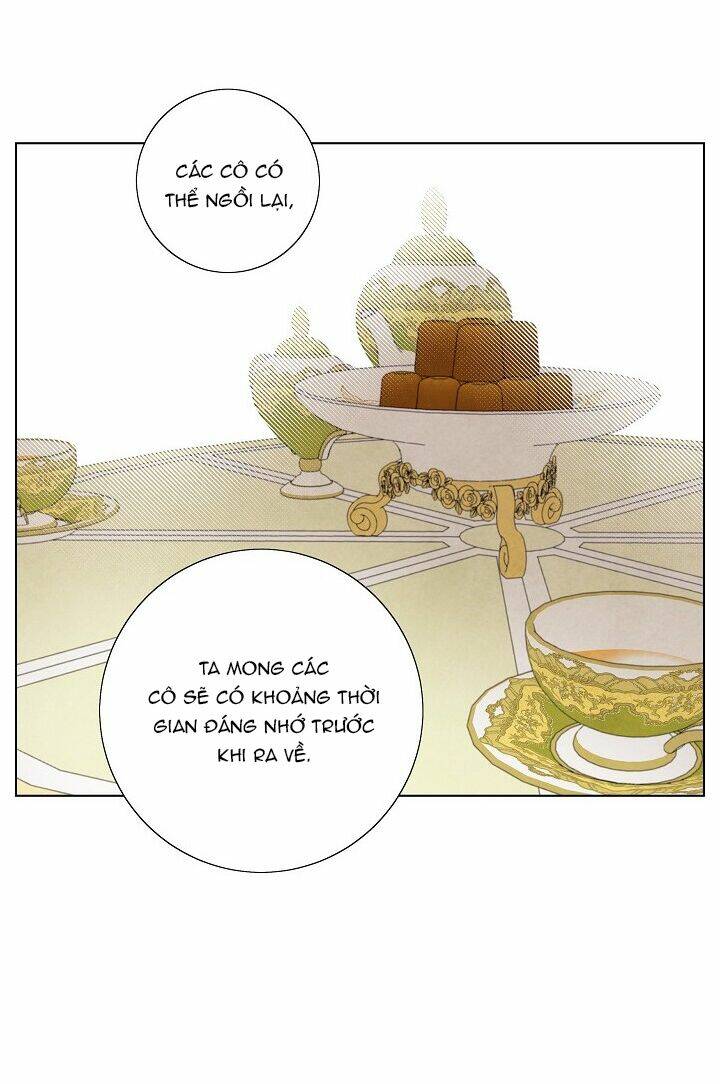 CÁC CÔ CÓ
THỂ NGỒI LẠI,
TA MONG CÁC
CÔ SẼ CÓ KHOẢNG THỜI
GIAN ĐÁNG NHỚ TRƯỚC
KHI RA VỀ.